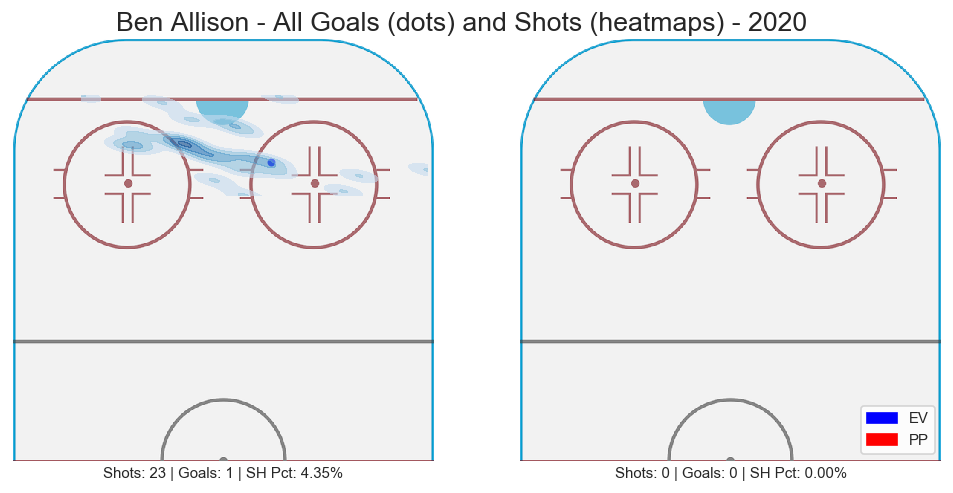 Ben Allison - All Goals (dots) and Shots (heatmaps) - 2020
EV
PP
Shots: 23 | Goals: 1 | SH Pct: 4.35%
Shots: 0 | Goals: 0 | SH Pct: 0.00%